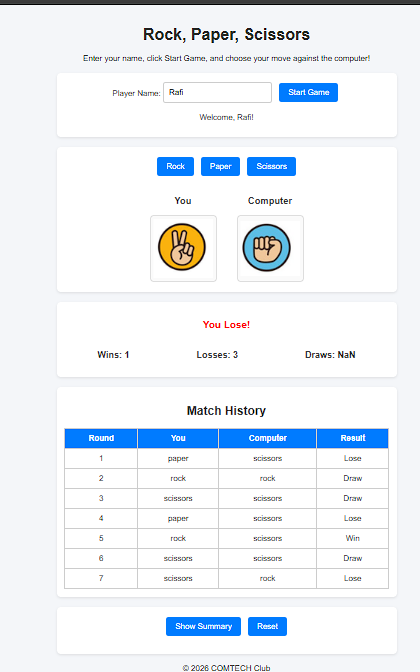 Rock, Paper, Scissors
Enter your name, click Start Game, and choose your move against the computer!
Player Name: Rafi Start Game
Welcome, Rafi!
Rock Paper Scissors
You Computer
You Lose!
Wins: 1 Losses: 3 Draws: NaN
Match History
Round You Computer Result
1 paper scissors Lose
2 rock rock Draw
3 scissors scissors Draw
4 paper scissors Lose
5 rock scissors Win
6 scissors scissors Draw
7 scissors rock Lose
Show Summary Reset
© 2026 COMTECH Club